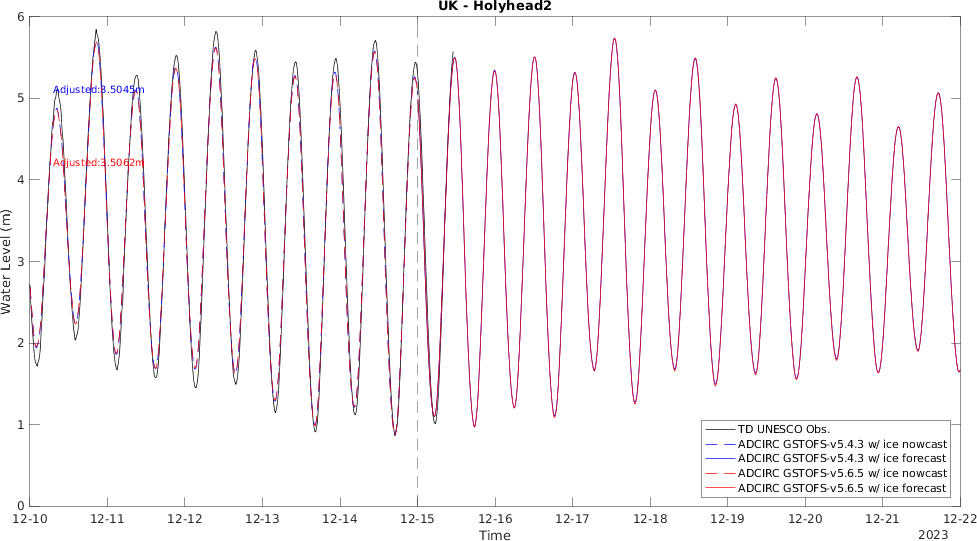 UK - Holyhead2
6
5
4
3
2
1
0
Water Level (m)
Adjusted:3.5045m
Adjusted:3.5062m
TD UNESCO Obs.
ADCIRC GSTOFS-v5.4.3 w/ ice nowcast
ADCIRC GSTOFS-v5.4.3 w/ ice forecast
ADCIRC GSTOFS-v5.6.5 w/ ice nowcast
ADCIRC GSTOFS-v5.6.5 w/ ice forecast
12-10 12-11 12-12 12-13 12-14 12-15 12-16 12-17 12-18 12-19 12-20 12-21 12-22
Time
2023